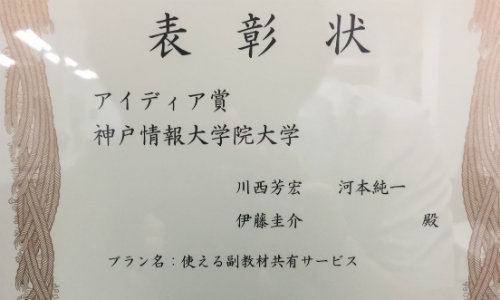 表彰状
アイディア賞
神戸情報大学院大学
川西芳宏 河本純一
伊藤圭介 殿
プラン名：使える副教材共有サービス